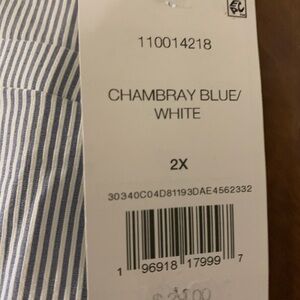 110014218
CHAMBRAY BLUE/
WHITE
2X
30340C04D81193DAE4562332
1 96918 17999 7